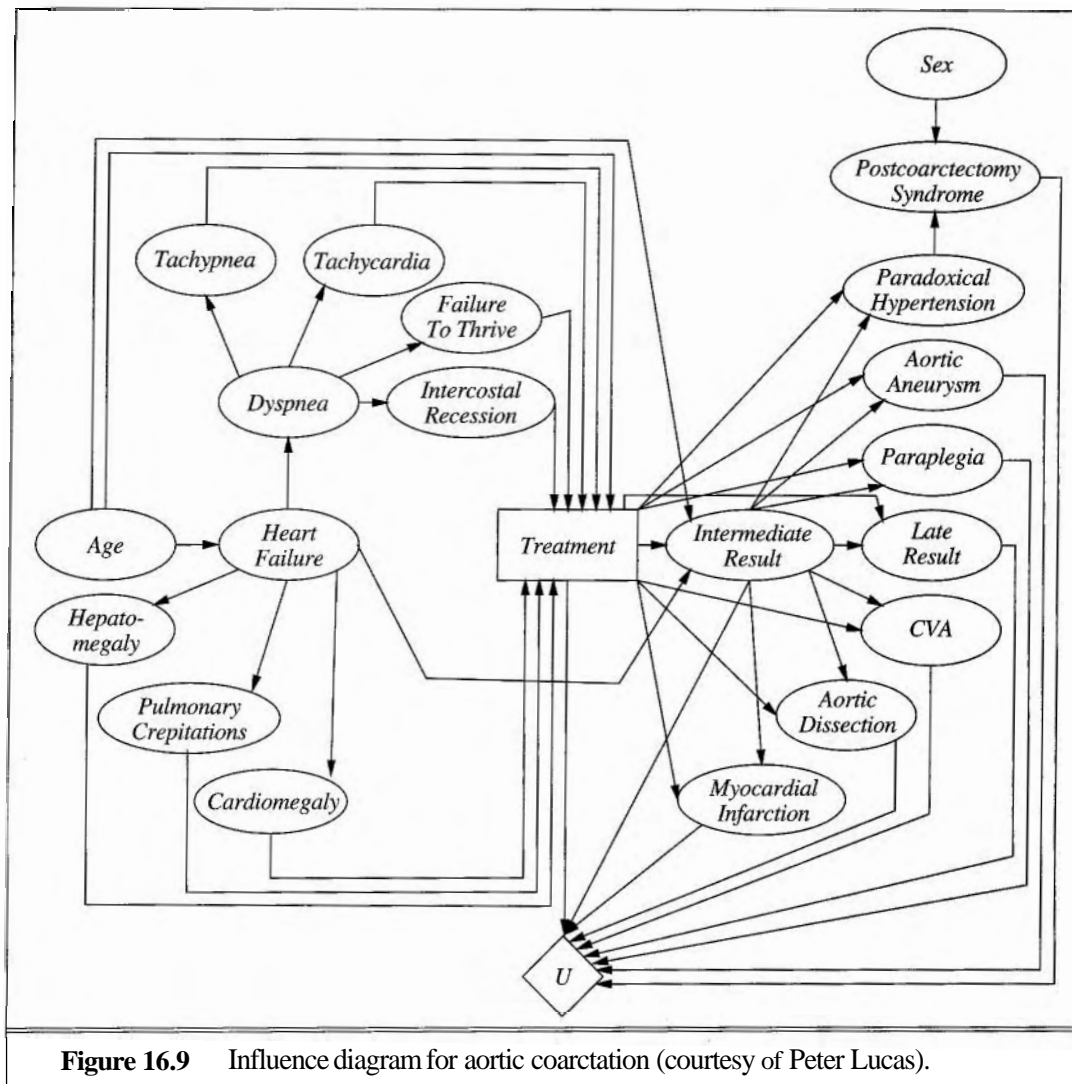 Sex
Postcoarctectomy
Syndrome
Tachypnea
Tachycardia
Paradoxical
Hypertension
Failure
To Thrive
Aortic
Aneurysm
Dyspnea
Intercostal
Recession
Paraplegia
Age
Heart
Failure
Treatment
Intermediate
Result
Late
Result
Hepato-
megaly
CVA
Pulmonary
Crepitations
Aortic
Dissection
Cardiomegaly
Myocardial
Infarction
U
Figure 16.9 Influence diagram for aortic coarctation (courtesy of Peter Lucas).